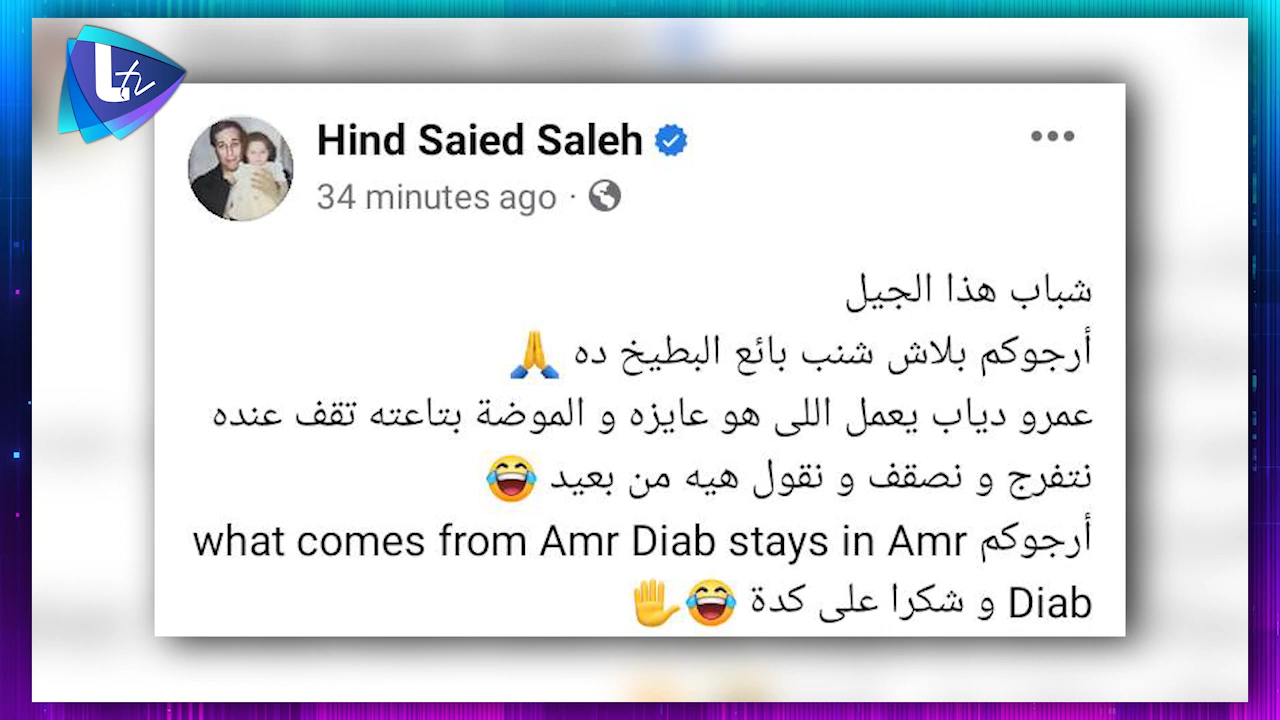 Ltv
Hind Saied Saleh
34 minutes ago ·
شباب هذا الجيل
أرجوكم بلاش شنب بائع البطيخ ده 🙏
عمرو دياب يعمل اللى هو عايزه و الموضة بتاعته تقف عنده
نتفرج و نصقف و نقول هيه من بعيد 😂
أرجوكم what comes from Amr Diab stays in Amr
Diab و شكرا على كدة 😂✋